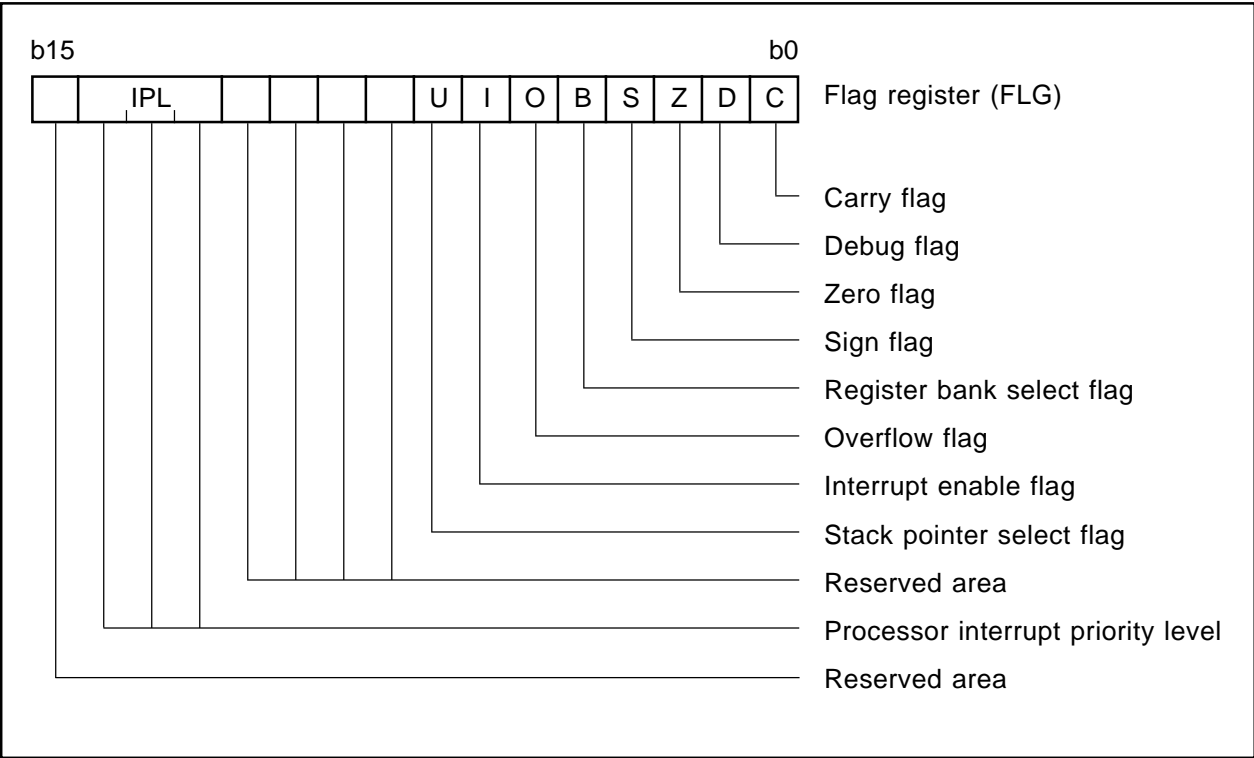 b15 b0
IPL U I O B S Z D C Flag register (FLG)
Carry flag
Debug flag
Zero flag
Sign flag
Register bank select flag
Overflow flag
Interrupt enable flag
Stack pointer select flag
Reserved area
Processor interrupt priority level
Reserved area